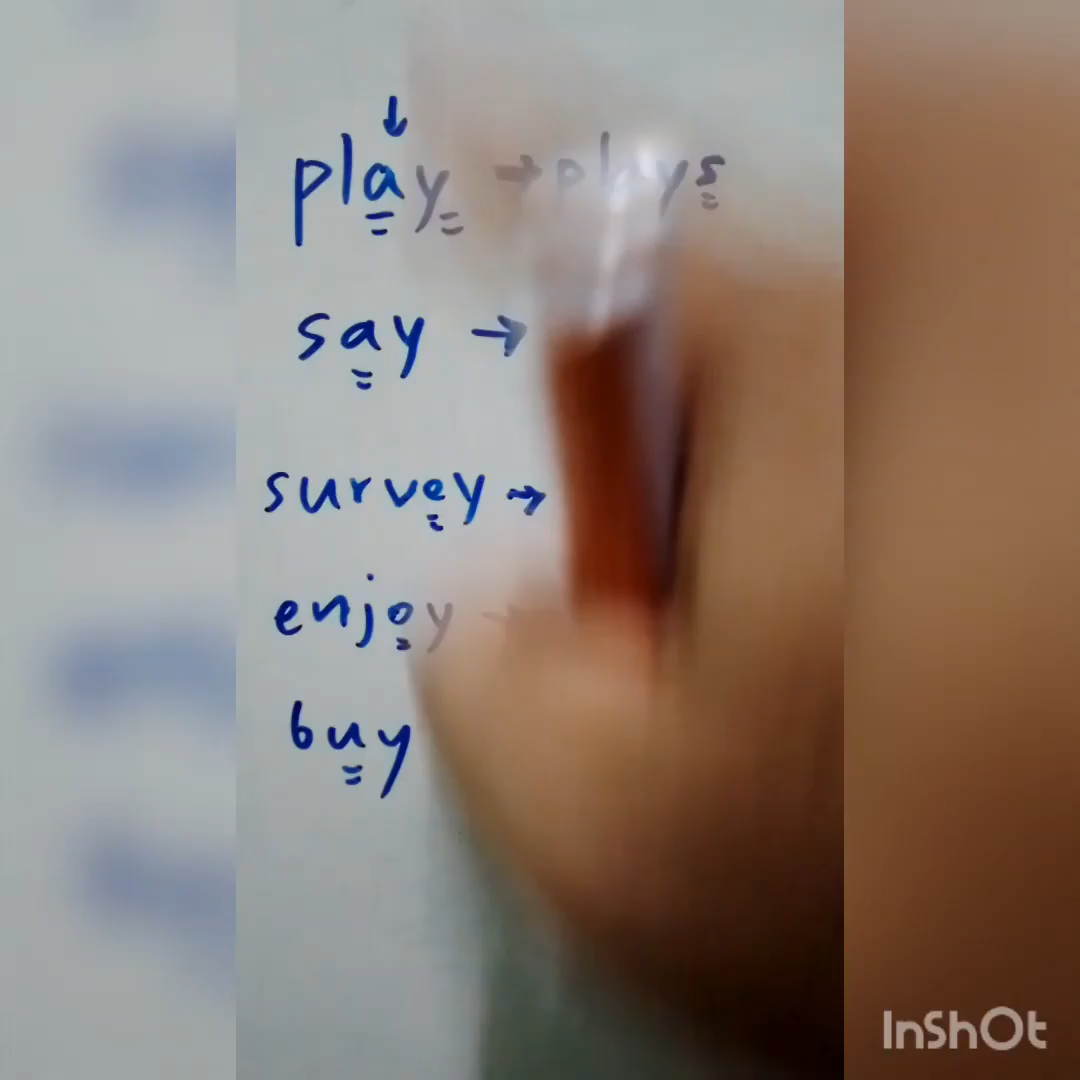 ↓
play → plays
say →
survey →
enjoy →
buy
InShOt